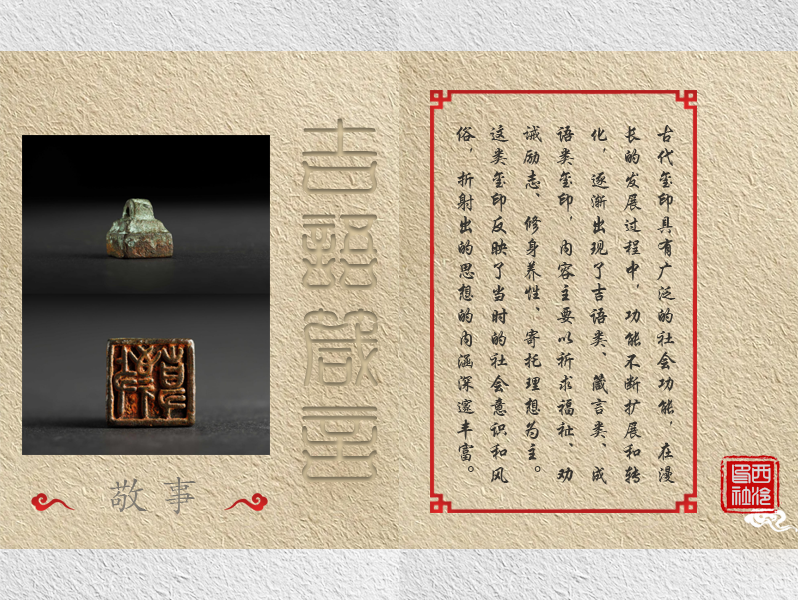 吉語箴言
敬事
古代玺印具有广泛的社会功能，在漫
长的发展过程中，功能不断扩展和转
化，逐渐出现了吉语类、箴言类、成
语类玺印，内容主要以祈求福祉、劝
诫励志、修身养性、寄托理想为主。
这类玺印反映了当时的社会意识和风
俗，折射出的思想的内涵深邃丰富。
西泠印社